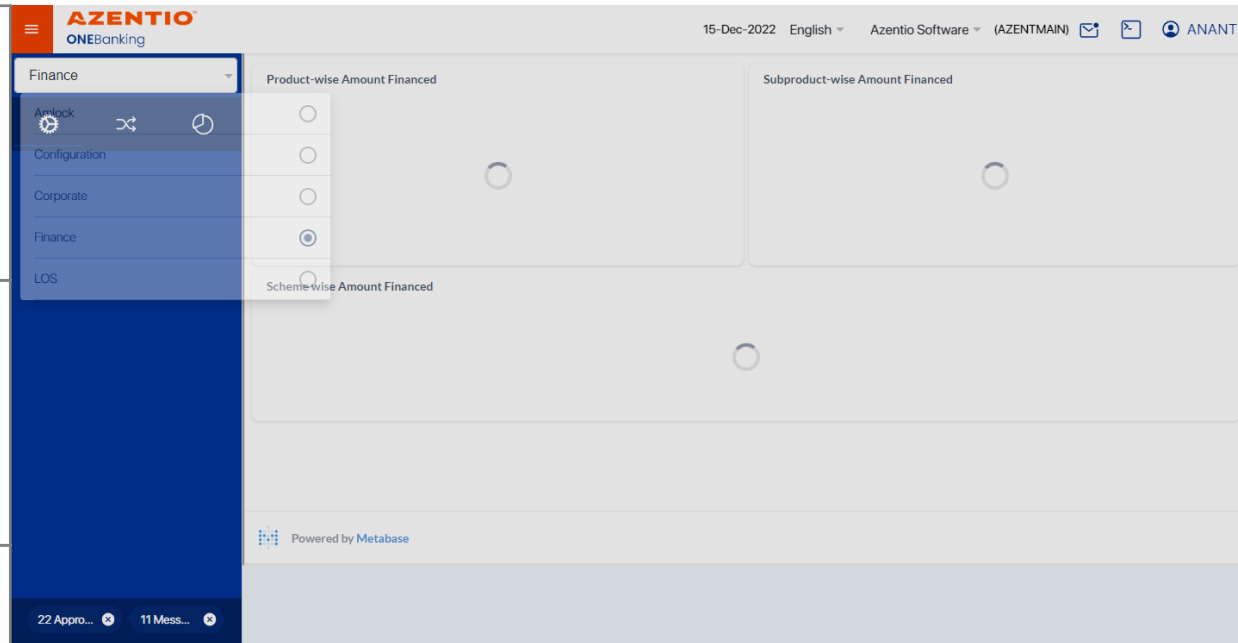 AZENTIO™
ONEBanking
15-Dec-2022 English Azentio Software (AZENTMAIN) ANANT
Finance
Product-wise Amount Financed
Subproduct-wise Amount Financed
Amlock
Configuration
Corporate
Finance
LOS
Scheme-wise Amount Financed
Powered by Metabase
22 Appro... 11 Mess...